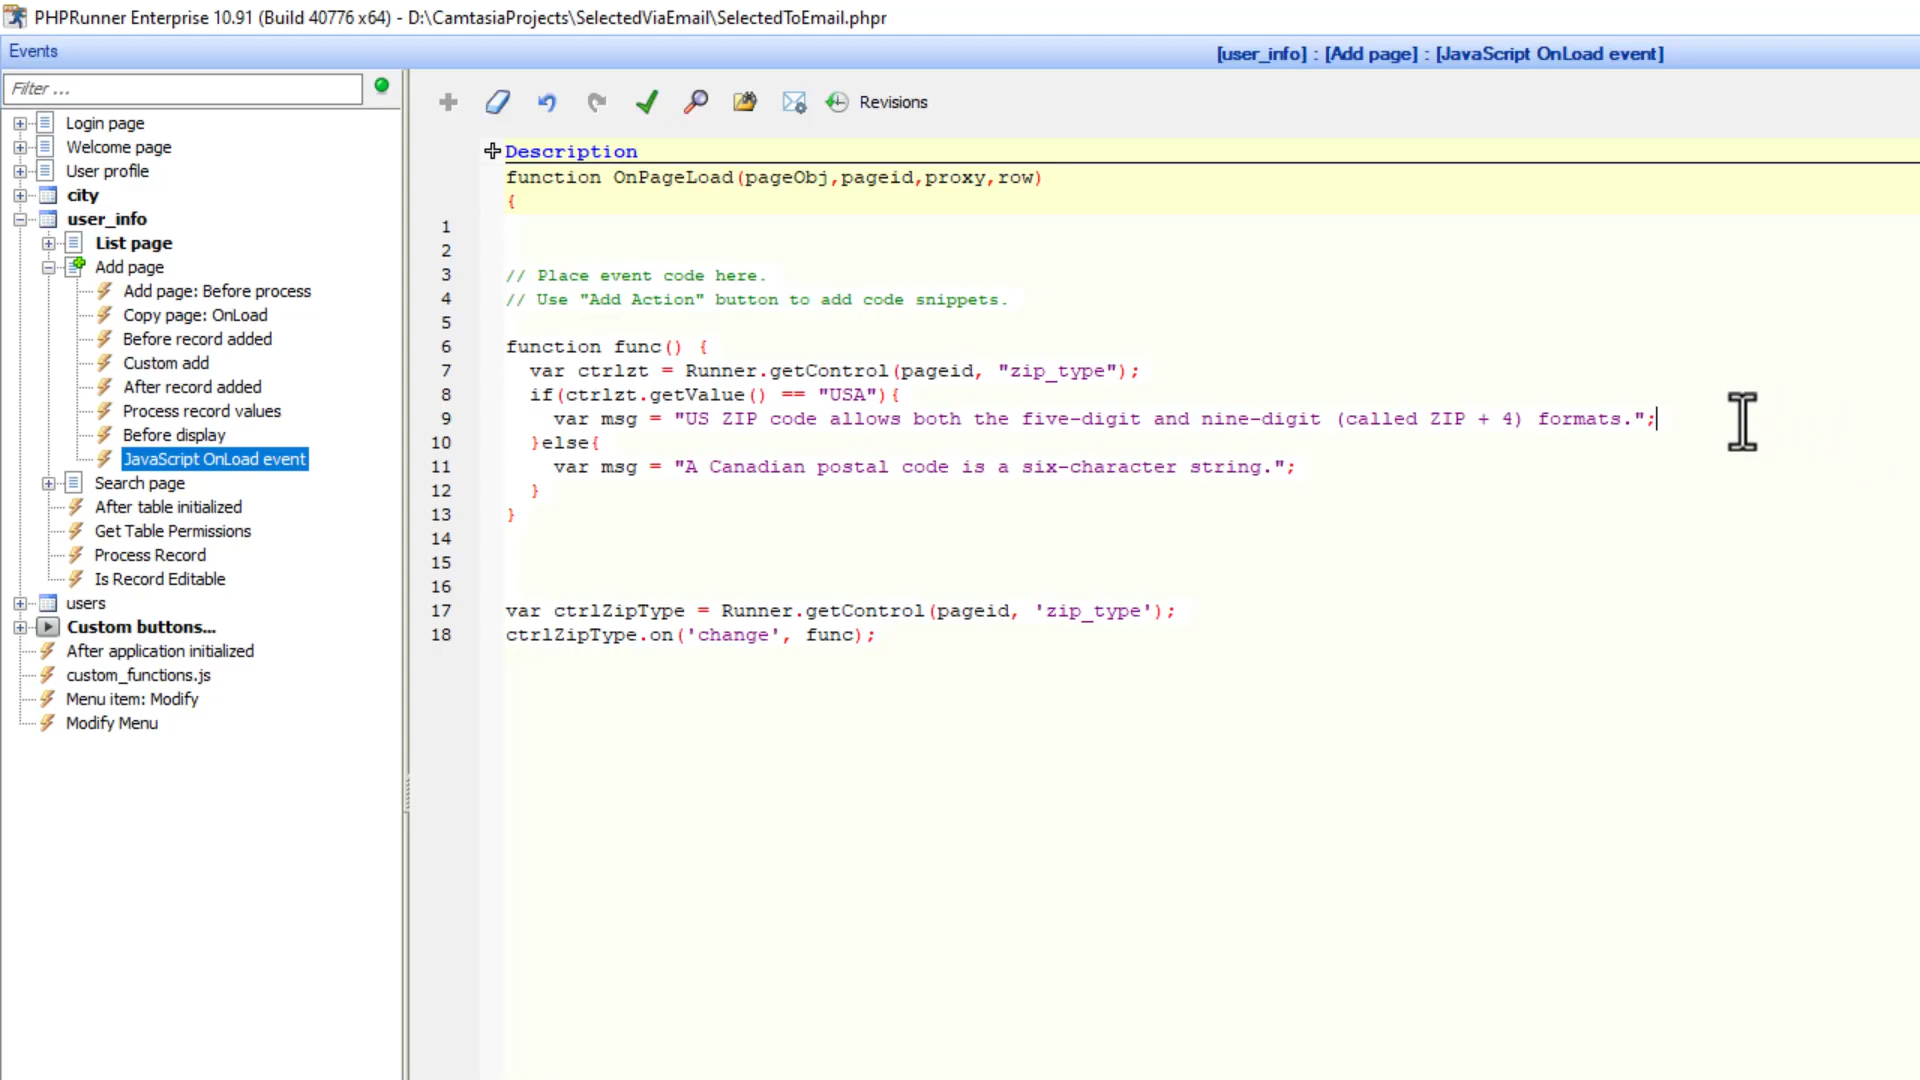 PHPRunner Enterprise 10.91 (Build 40776 x64) - D:\CamtasiaProjects\SelectedViaEmail\SelectedToEmail.phpr
Events
[user_info] : [Add page] : [JavaScript OnLoad event]
Filter ...
Revisions
Login page
Welcome page
User profile
city
user_info
List page
Add page
Add page: Before process
Copy page: OnLoad
Before record added
Custom add
After record added
Process record values
Before display
JavaScript OnLoad event
Search page
After table initialized
Get Table Permissions
Process Record
Is Record Editable
users
Custom buttons...
After application initialized
custom_functions.js
Menu item: Modify
Modify Menu
Description
function OnPageLoad(pageObj,pageid,proxy,row)
{
1
2
3 // Place event code here.
4 // Use "Add Action" button to add code snippets.
5
6 function func() {
7 var ctrlzt = Runner.getControl(pageid, "zip_type");
8 if(ctrlzt.getValue() == "USA"){
9 var msg = "US ZIP code allows both the five-digit and nine-digit (called ZIP + 4) formats.";
10 }else{
11 var msg = "A Canadian postal code is a six-character string.";
12 }
13 }
14
15
16
17 var ctrlZipType = Runner.getControl(pageid, 'zip_type');
18 ctrlZipType.on('change', func);